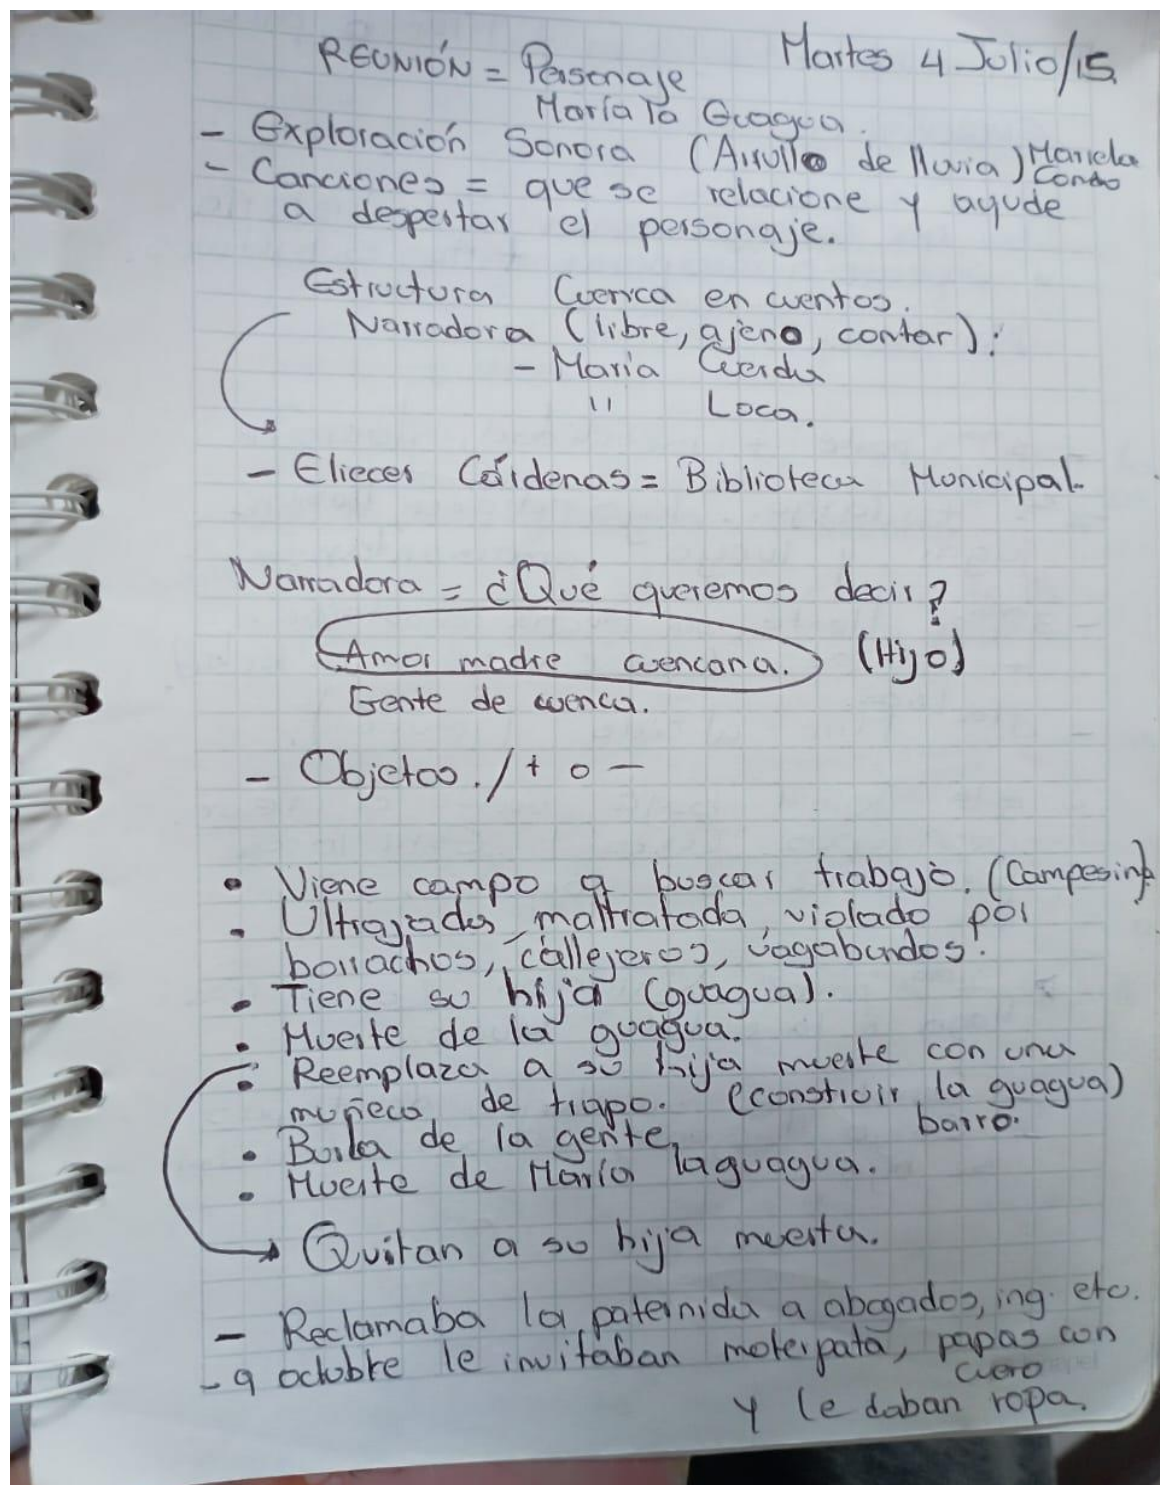 REUNIÓN = Personaje Martes 4 Julio/15
María La Guagua.
- Exploración Sonora (Arrullo de lluvia) Mariela Condo
- Canciones = que se relacione y ayude
a despertar el personaje.
Estructura Cuenca en cuentos.
Narradora (libre, ajeno, contar):
- María Cuerda
" Loca.
- Elieces Cárdenas = Biblioteca Municipal
Narradora = ¿Qué queremos decir?
Amor madre cuencana. (Hijo)
Gente de cuenca.
- Objetos. / + o -
• Viene campo a buscar trabajo. (Campesina)
• Ultrajada, maltratada, violado por
borrachos, callejeros, vagabundos.
• Tiene su hija (guagua).
• Muerte de la guagua.
• Reemplaza a su hija muerte con una
muñeca de trapo. (construir la guagua)
barro.
• Burla de la gente.
• Muerte de María laguagua.
Quitan a su hija muerta.
- Reclamaba la paternida a abogados, ing. etc.
- 9 octubre le invitaban motepata, papas con
cuero
y le daban ropa.